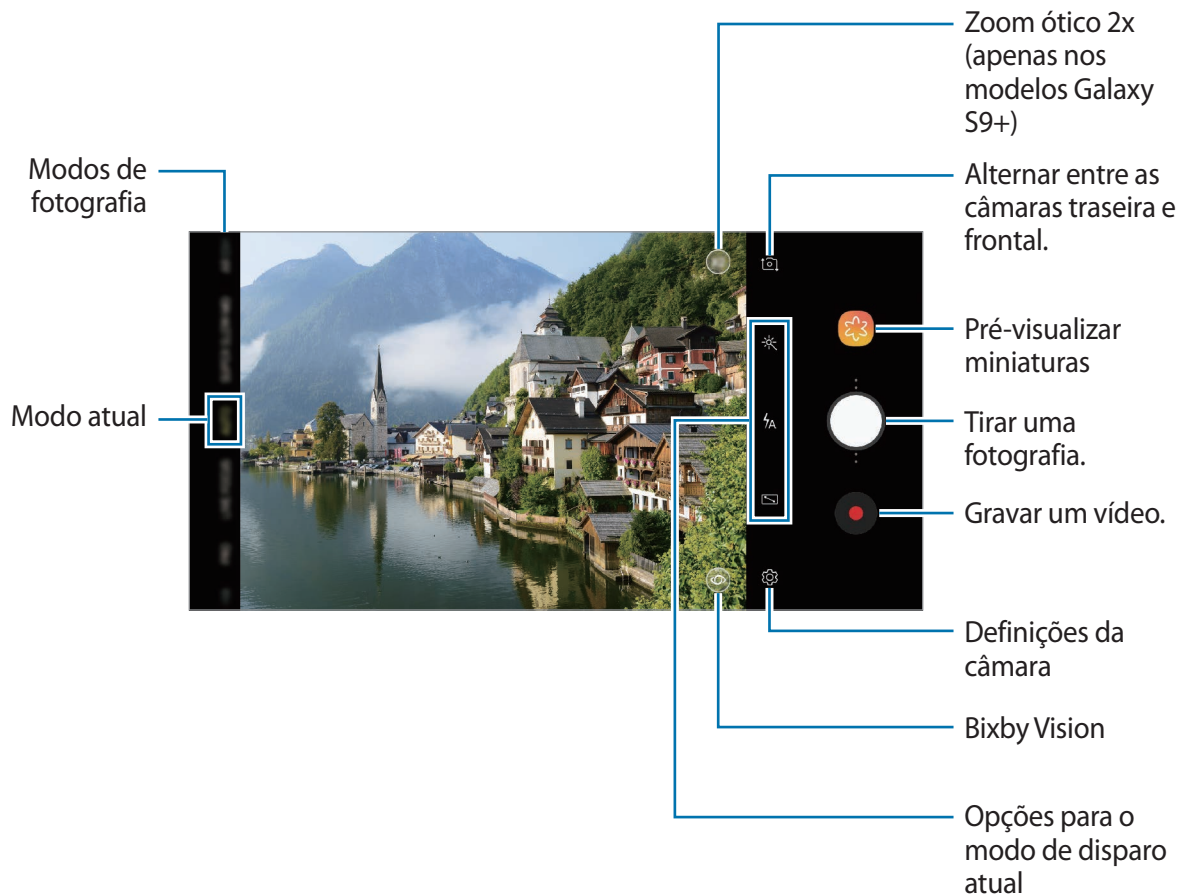 Zoom ótico 2x
(apenas nos
modelos Galaxy
S9+)
Modos de
fotografia
Alternar entre as
câmaras traseira e
frontal.
Pré-visualizar
miniaturas
Modo atual
Tirar uma
fotografia.
Gravar um vídeo.
Definições da
câmara
Bixby Vision
Opções para o
modo de disparo
atual